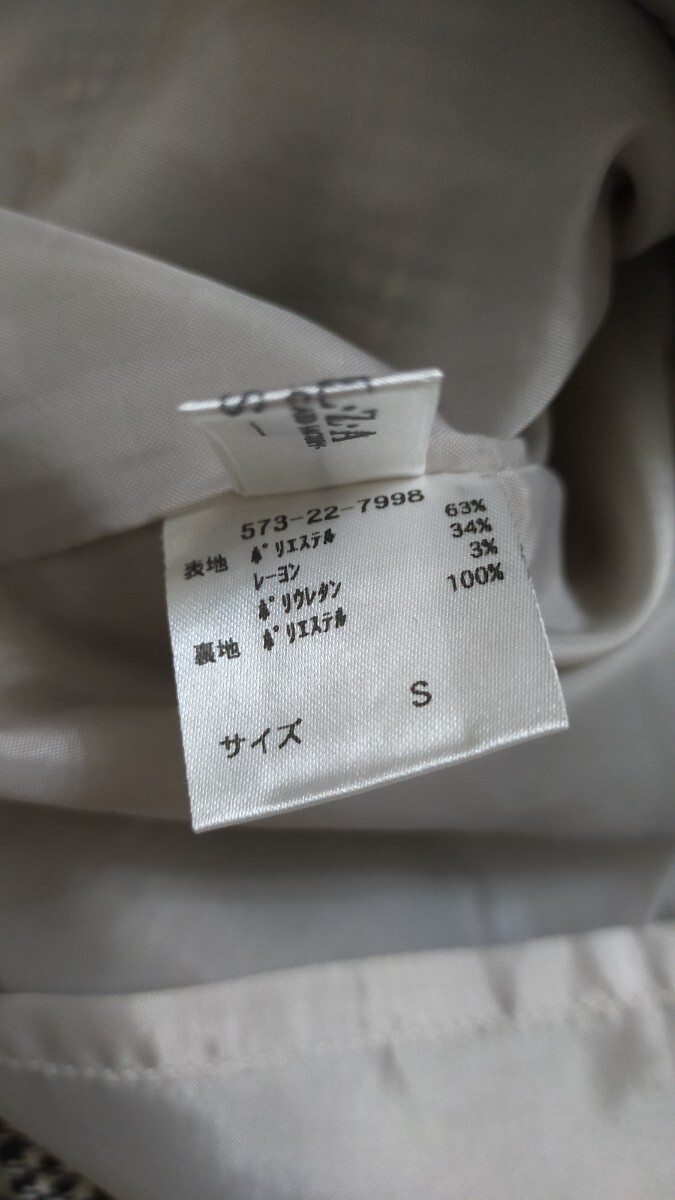 573-22-7998
表地 ポリエステル 63%
レーヨン 34%
ポリウレタン 3%
裏地 ポリエステル 100%
サイズ S